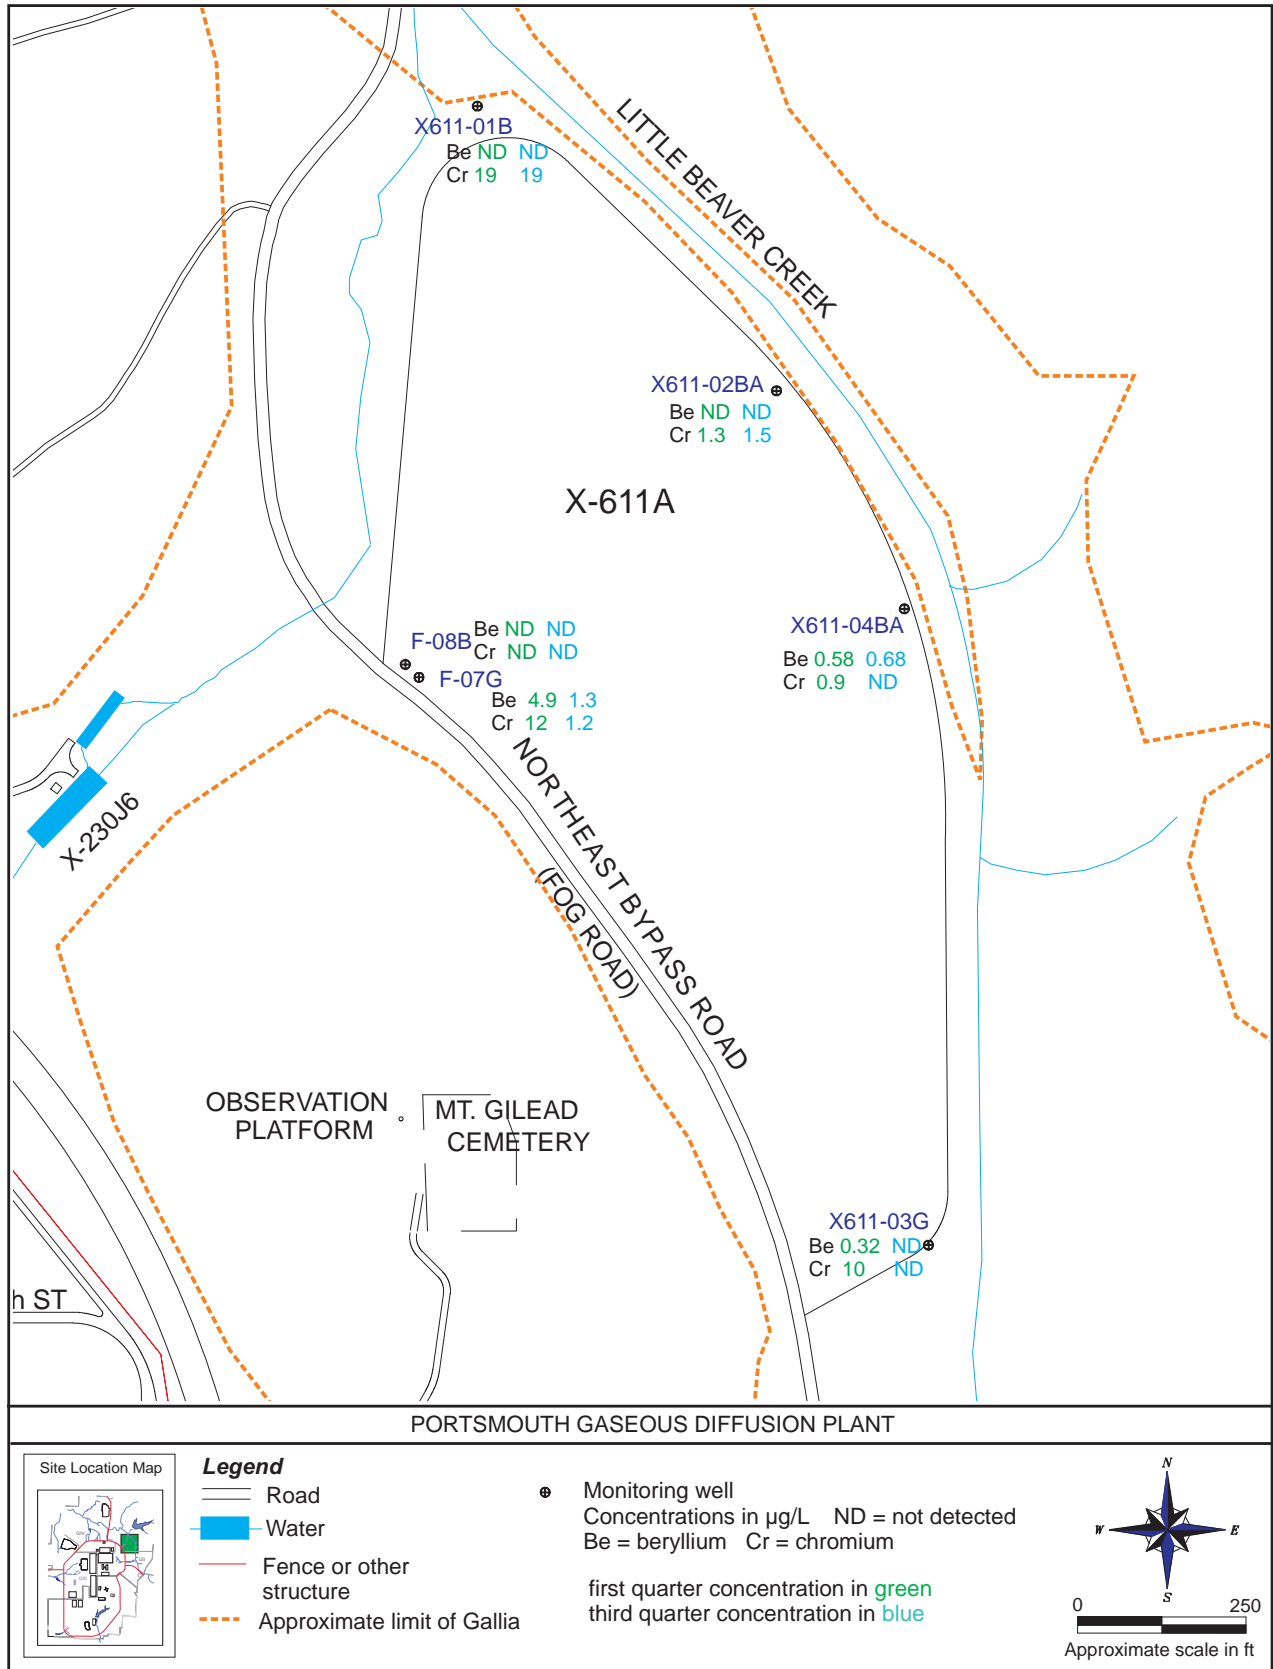 LITTLE BEAVER CREEK
X611-01B
Be ND ND
Cr 19 19
X611-02BA
Be ND ND
Cr 1.3 1.5
X-611A
X611-04BA
Be 0.58 0.68
Cr 0.9 ND
F-08B
Be ND ND
Cr ND ND
F-07G
Be 4.9 1.3
Cr 12 1.2
NORTHEAST BYPASS ROAD
(FOG ROAD)
X-230J6
OBSERVATION
PLATFORM
MT. GILEAD
CEMETERY
X611-03G
Be 0.32 ND
Cr 10 ND
h ST
PORTSMOUTH GASEOUS DIFFUSION PLANT
Site Location Map
Legend
Road
Water
Fence or other
structure
Approximate limit of Gallia
Monitoring well
Concentrations in µg/L ND = not detected
Be = beryllium Cr = chromium
first quarter concentration in green
third quarter concentration in blue
N
W E
S
0 250
Approximate scale in ft